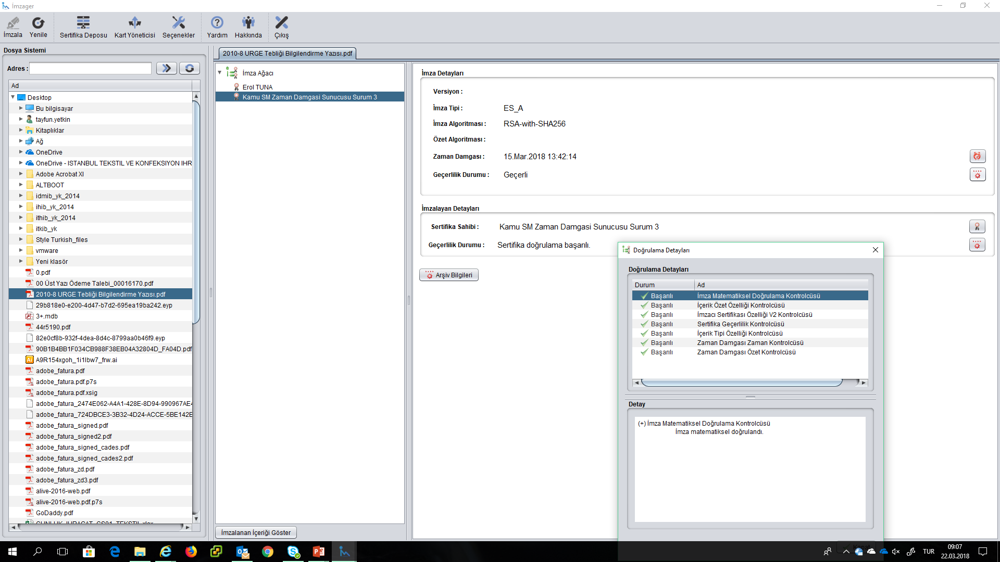 İmzager
İmzala
Yenile
Sertifika Deposu
Kart Yöneticisi
Seçenekler
Yardım
Hakkında
Çıkış
Dosya Sistemi
Adres :
Ad
Desktop
Bu bilgisayar
tayfun.yetkin
Kitaplıklar
Ağ
OneDrive
OneDrive - ISTANBUL TEKSTIL VE KONFEKSIYON IHR
Adobe Acrobat XI
ALTBOOT
idmib_yk_2014
ihib_yk_2014
ithib_yk_2014
itkib_yk
Style Turkish_files
vmware
Yeni klasör
0.pdf
00 Üst Yazı Ödeme Talebi_00016170.pdf
2010-8 URGE Tebliği Bilgilendirme Yazısı.pdf
29b818e0-e200-4d47-b7d2-695ea19ba242.eyp
3+.mdb
44r5190.pdf
82e0cf8b-932f-4dea-8d4c-8799aa0b46f9.eyp
90B1B4BB1F034CB988F38EB04A32804D_FA04D.pdf
A9R154xgoh_1i1lbw7_frw.ai
adobe_fatura.pdf
adobe_fatura.pdf.p7s
adobe_fatura.pdf.xsig
adobe_fatura_2474E062-A4A1-428E-8D94-990967AE4
adobe_fatura_724DBCE3-3B32-4D24-ACCE-5BE142E
adobe_fatura_signed.pdf
adobe_fatura_signed2.pdf
adobe_fatura_signed_cades.pdf
adobe_fatura_signed_cades2.pdf
adobe_fatura_zd.pdf
adobe_fatura_zd3.pdf
alive-2016-web.pdf
alive-2016-web.pdf.p7s
GoDaddy.pdf
2010-8 URGE Tebliği Bilgilendirme Yazısı.pdf
İmza Ağacı
Erol TUNA
Kamu SM Zaman Damgasi Sunucusu Surum 3
İmzalanan İçeriği Göster
İmza Detayları
Versiyon :
İmza Tipi : ES_A
İmza Algoritması : RSA-with-SHA256
Özet Algoritması :
Zaman Damgası : 15.Mar.2018 13:42:14
Geçerlilik Durumu : Geçerli
İmzalayan Detayları
Sertifika Sahibi : Kamu SM Zaman Damgasi Sunucusu Surum 3
Geçerlilik Durumu : Sertifika doğrulama başarılı.
Arşiv Bilgileri
Doğrulama Detayları
Doğrulama Detayları
Durum Ad
Başarılı İmza Matematiksel Doğrulama Kontrolcüsü
Başarılı İçerik Özet Özelliği Kontrolcüsü
Başarılı İmzacı Sertifikası Özelliği V2 Kontrolcüsü
Başarılı Sertifika Geçerlilik Kontrolcüsü
Başarılı İçerik Tipi Özelliği Kontrolcüsü
Başarılı Zaman Damgası Zaman Kontrolcüsü
Başarılı Zaman Damgası Özet Kontrolcüsü
Detay
(+) İmza Matematiksel Doğrulama Kontrolcüsü
İmza matematiksel doğrulandı.
TUR
09:07
22.03.2018